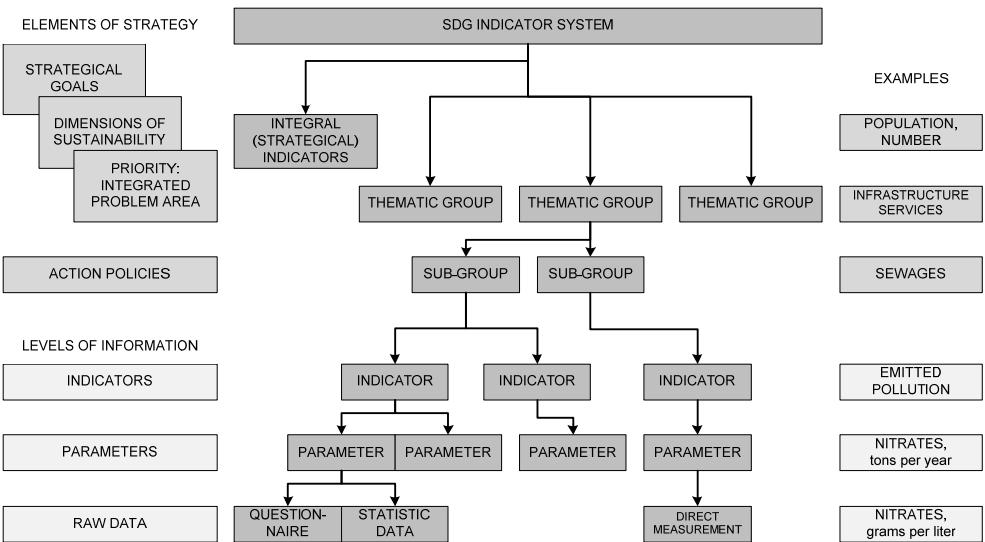 ELEMENTS OF STRATEGY
SDG INDICATOR SYSTEM
STRATEGICAL
GOALS
EXAMPLES
DIMENSIONS OF
SUSTAINABILITY
INTEGRAL
(STRATEGICAL)
INDICATORS
POPULATION,
NUMBER
PRIORITY:
INTEGRATED
PROBLEM AREA
THEMATIC GROUP
THEMATIC GROUP
THEMATIC GROUP
INFRASTRUCTURE
SERVICES
ACTION POLICIES
SUB-GROUP
SUB-GROUP
SEWAGES
LEVELS OF INFORMATION
INDICATORS
INDICATOR
INDICATOR
INDICATOR
EMITTED
POLLUTION
PARAMETERS
PARAMETER
PARAMETER
PARAMETER
PARAMETER
NITRATES,
tons per year
RAW DATA
QUESTION-
NAIRE
STATISTIC
DATA
DIRECT
MEASUREMENT
NITRATES,
grams per liter